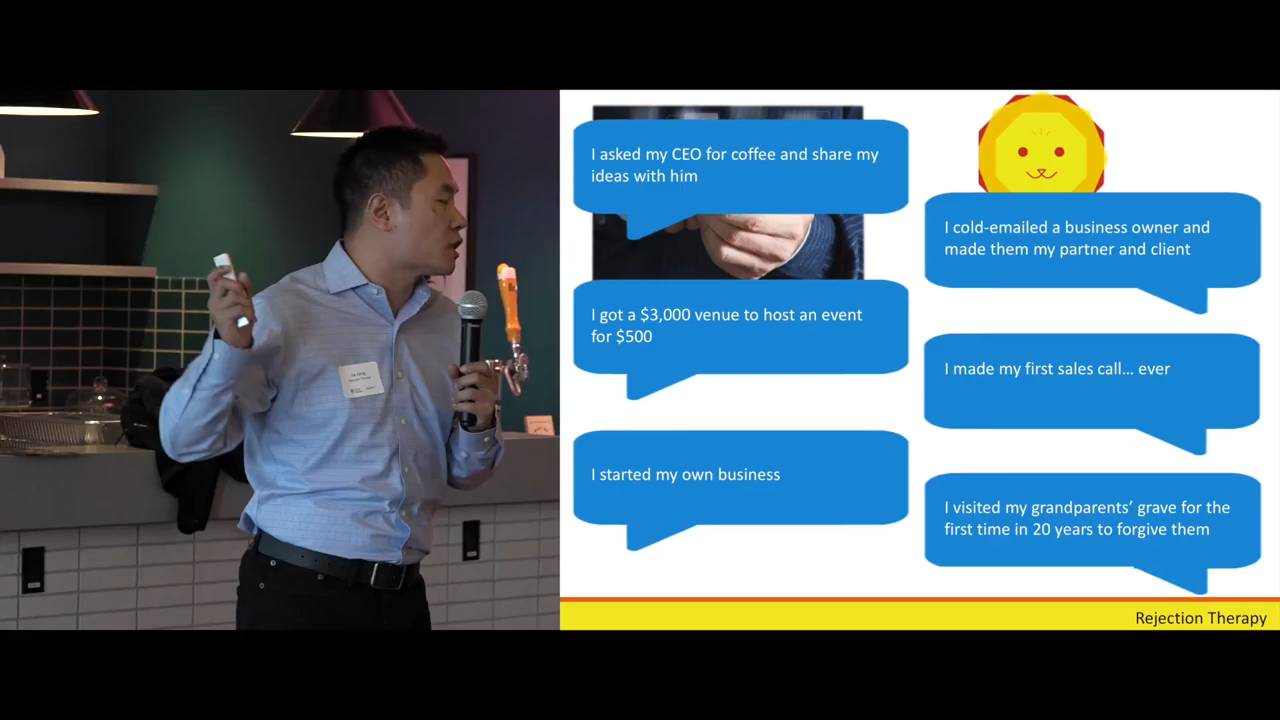 I asked my CEO for coffee and share my
ideas with him
I got a $3,000 venue to host an event
for $500
I started my own business
I cold-emailed a business owner and
made them my partner and client
I made my first sales call... ever
I visited my grandparents’ grave for the
first time in 20 years to forgive them
Rejection Therapy